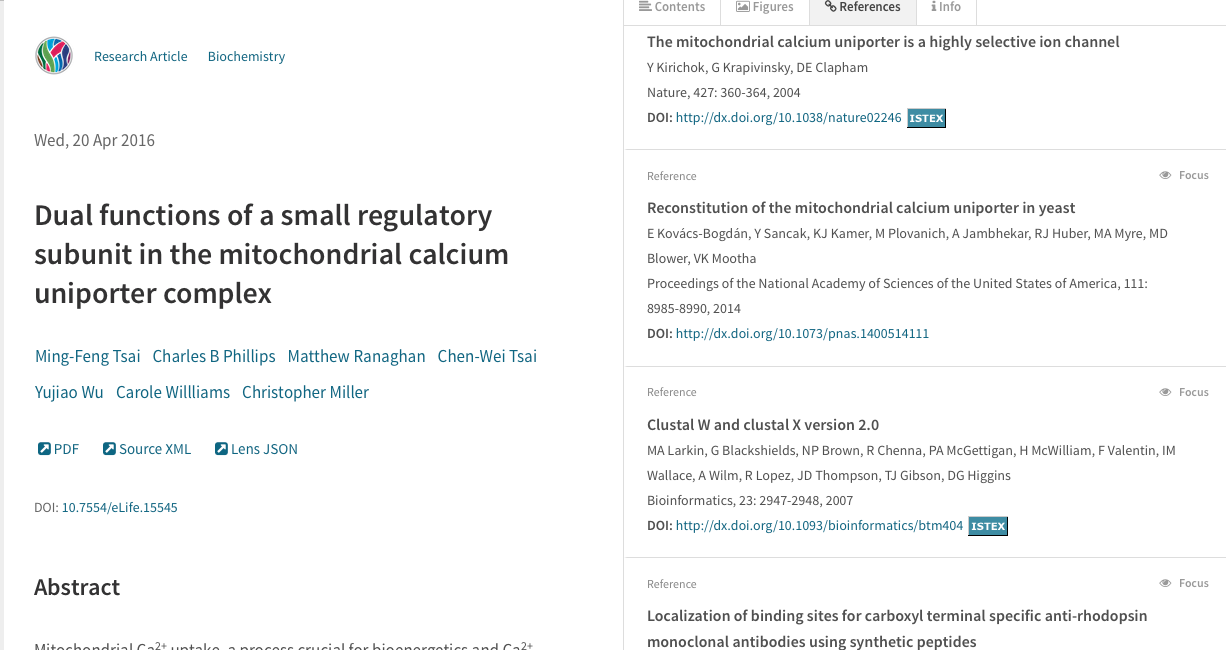 Research Article Biochemistry
Wed, 20 Apr 2016
Dual functions of a small regulatory
subunit in the mitochondrial calcium
uniporter complex
Ming-Feng Tsai Charles B Phillips Matthew Ranaghan Chen-Wei Tsai
Yujiao Wu Carole Willliams Christopher Miller
PDF Source XML Lens JSON
DOI: 10.7554/eLife.15545
Abstract
Mitochondrial Ca2+ uptake, a process crucial for bioenergetics and Ca2+
Contents Figures References Info
The mitochondrial calcium uniporter is a highly selective ion channel
Y Kirichok, G Krapivinsky, DE Clapham
Nature, 427: 360-364, 2004
DOI: http://dx.doi.org/10.1038/nature02246 ISTEX
Reference Focus
Reconstitution of the mitochondrial calcium uniporter in yeast
E Kovács-Bogdán, Y Sancak, KJ Kamer, M Plovanich, A Jambhekar, RJ Huber, MA Myre, MD
Blower, VK Mootha
Proceedings of the National Academy of Sciences of the United States of America, 111:
8985-8990, 2014
DOI: http://dx.doi.org/10.1073/pnas.1400514111
Reference Focus
Clustal W and clustal X version 2.0
MA Larkin, G Blackshields, NP Brown, R Chenna, PA McGettigan, H McWilliam, F Valentin, IM
Wallace, A Wilm, R Lopez, JD Thompson, TJ Gibson, DG Higgins
Bioinformatics, 23: 2947-2948, 2007
DOI: http://dx.doi.org/10.1093/bioinformatics/btm404 ISTEX
Reference Focus
Localization of binding sites for carboxyl terminal specific anti-rhodopsin
monoclonal antibodies using synthetic peptides